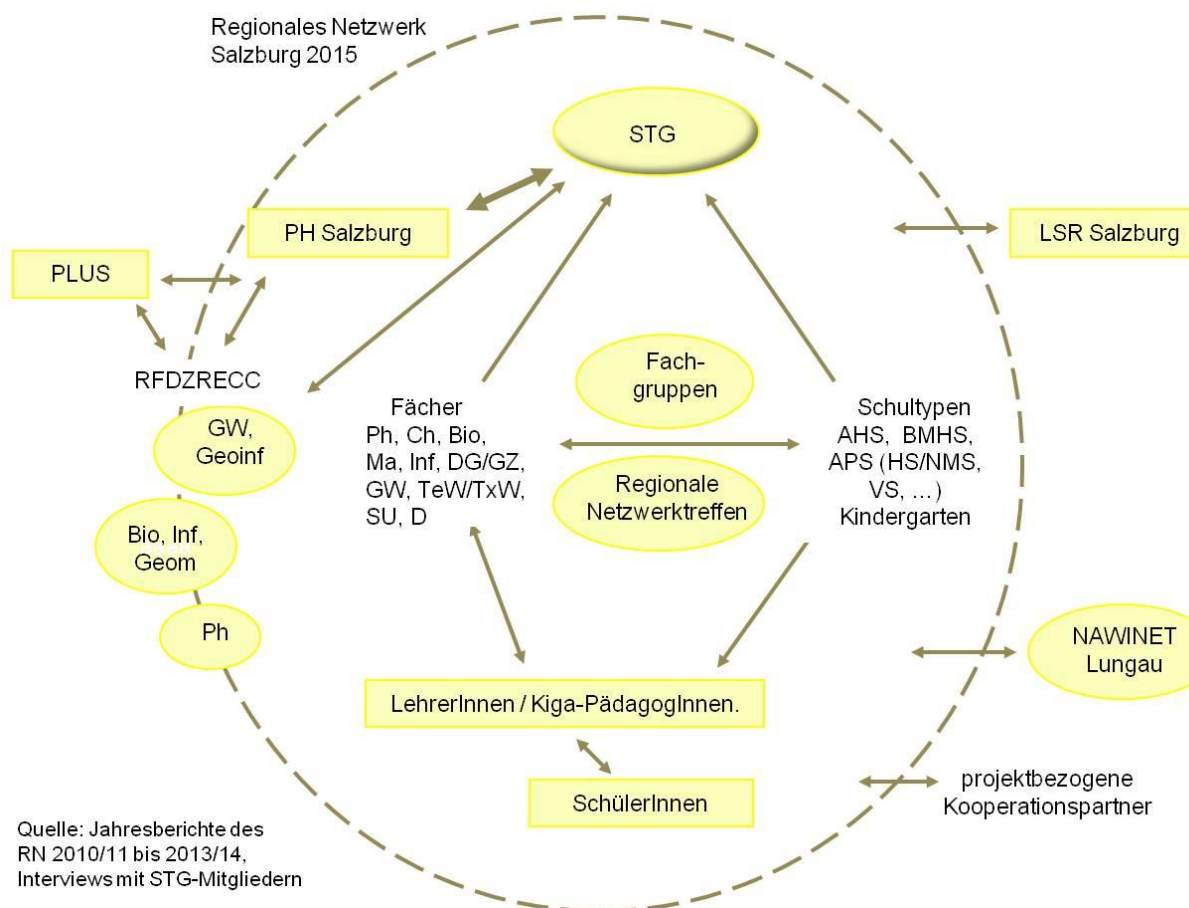 Regionales Netzwerk
Salzburg 2015
STG
PH Salzburg
LSR Salzburg
PLUS
RFDZRECC
GW,
Geoinf
Bio, Inf,
Geom
Ph
Fächer
Ph, Ch, Bio,
Ma, Inf, DG/GZ,
GW, TeW/TxW,
SU, D
Fach-
gruppen
Regionale
Netzwerktreffen
Schultypen
AHS, BMHS,
APS (HS/NMS,
VS, ...)
Kindergarten
NAWINET
Lungau
LehrerInnen / Kiga-PädagogInnen.
SchülerInnen
projektbezogene
Kooperationspartner
Quelle: Jahresberichte des
RN 2010/11 bis 2013/14,
Interviews mit STG-Mitgliedern